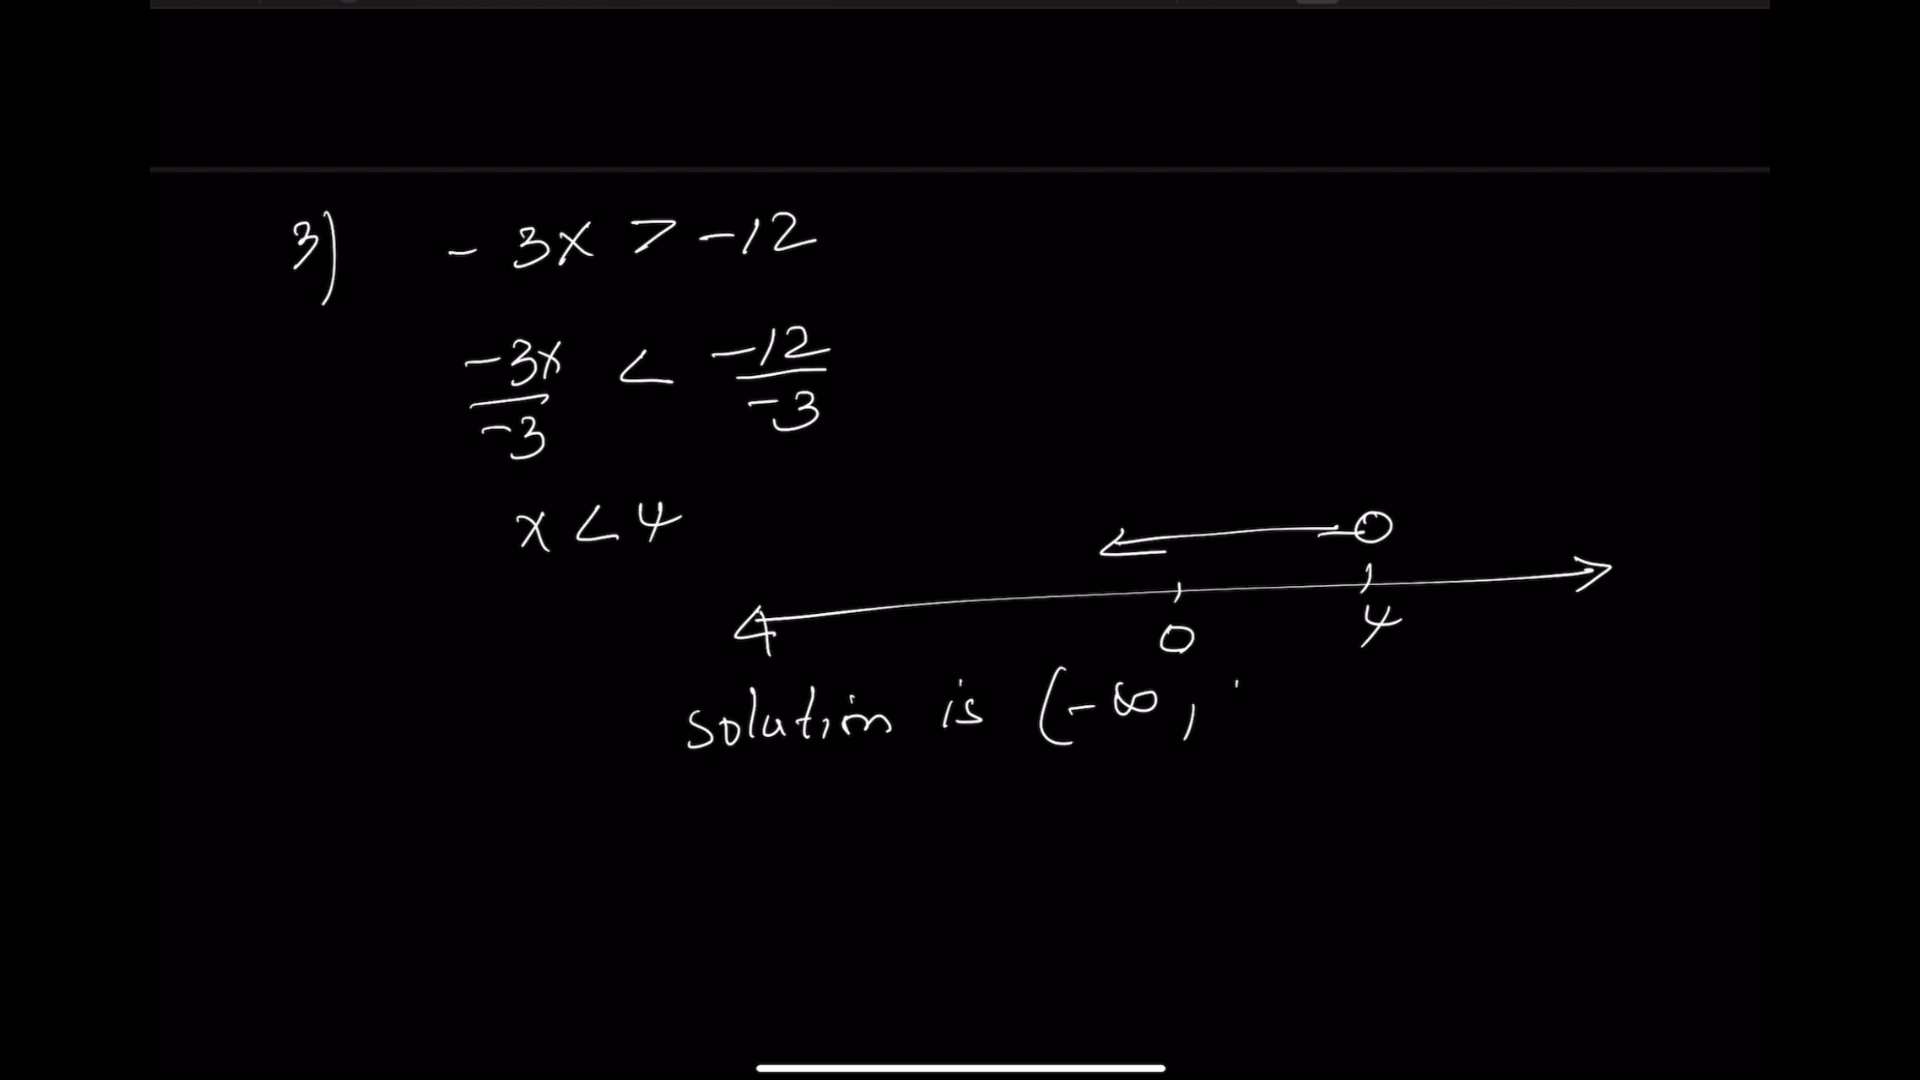 3) -3x > -12
-3x/-3 < -12/-3
x < 4
0 4
solution is (-∞,